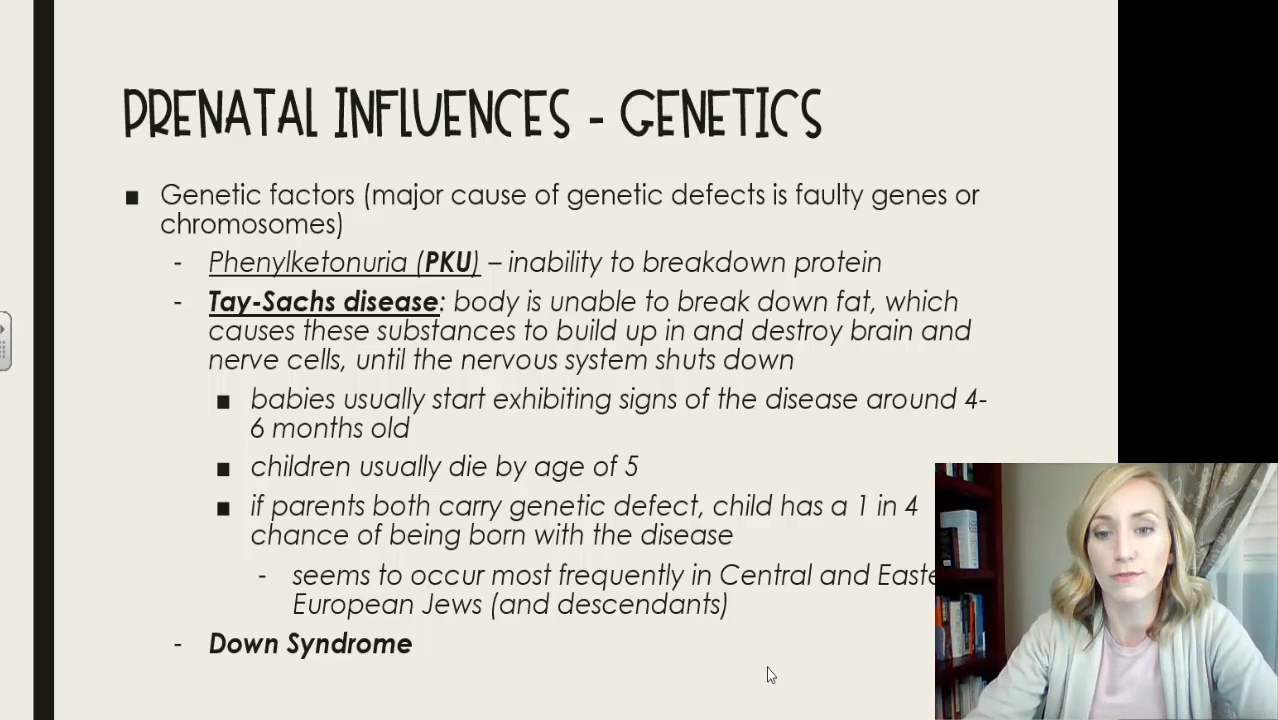 PRENATAL INFLUENCES - GENETICS
■ Genetic factors (major cause of genetic defects is faulty genes or
chromosomes)
- Phenylketonuria (PKU) – inability to breakdown protein
- Tay-Sachs disease: body is unable to break down fat, which
causes these substances to build up in and destroy brain and
nerve cells, until the nervous system shuts down
■ babies usually start exhibiting signs of the disease around 4-
6 months old
■ children usually die by age of 5
■ if parents both carry genetic defect, child has a 1 in 4
chance of being born with the disease
- seems to occur most frequently in Central and Easte
European Jews (and descendants)
- Down Syndrome